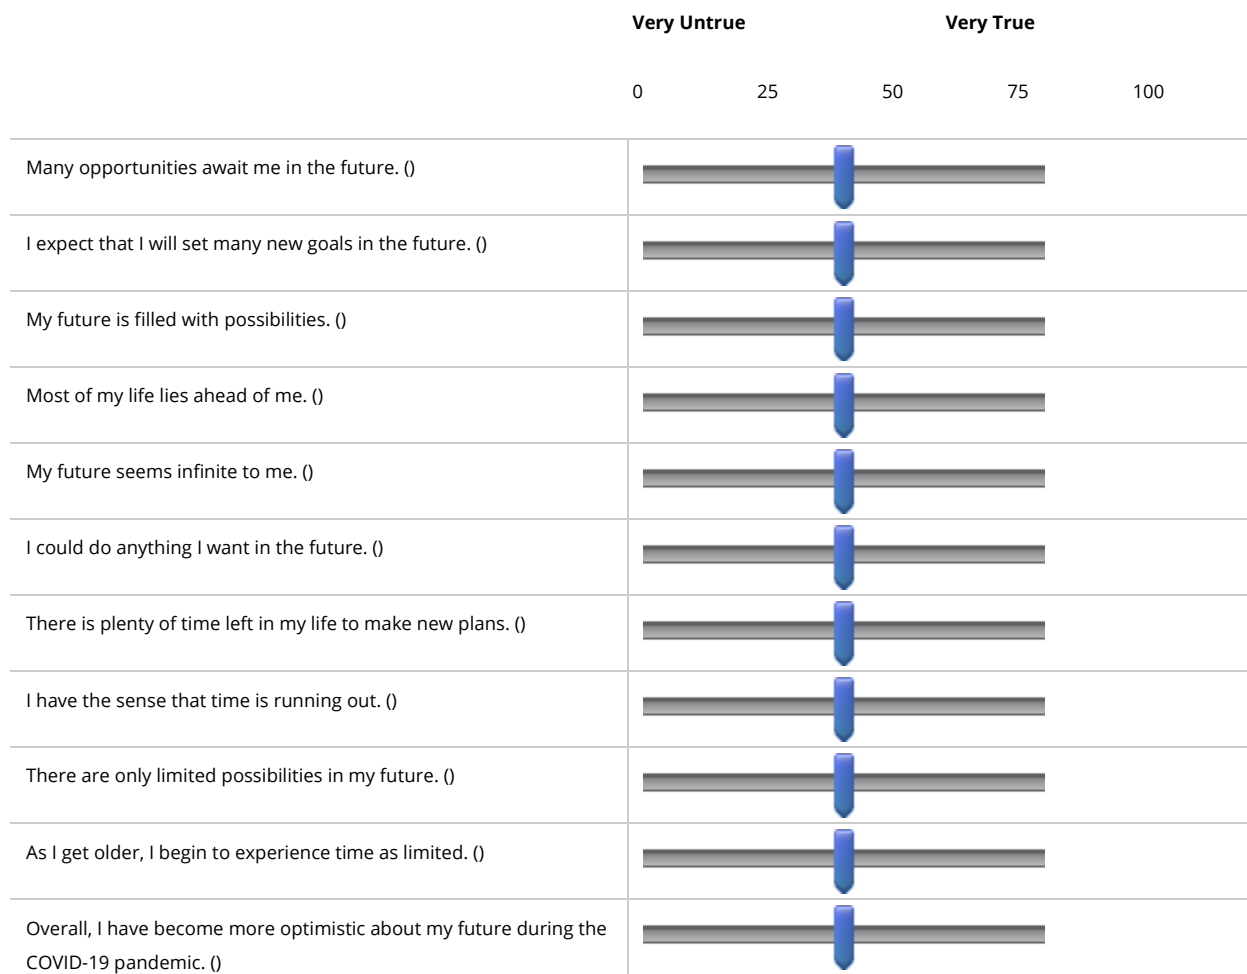 Very Untrue Very True
0 25 50 75 100
Many opportunities await me in the future. ()
I expect that I will set many new goals in the future. ()
My future is filled with possibilities. ()
Most of my life lies ahead of me. ()
My future seems infinite to me. ()
I could do anything I want in the future. ()
There is plenty of time left in my life to make new plans. ()
I have the sense that time is running out. ()
There are only limited possibilities in my future. ()
As I get older, I begin to experience time as limited. ()
Overall, I have become more optimistic about my future during the
COVID-19 pandemic. ()